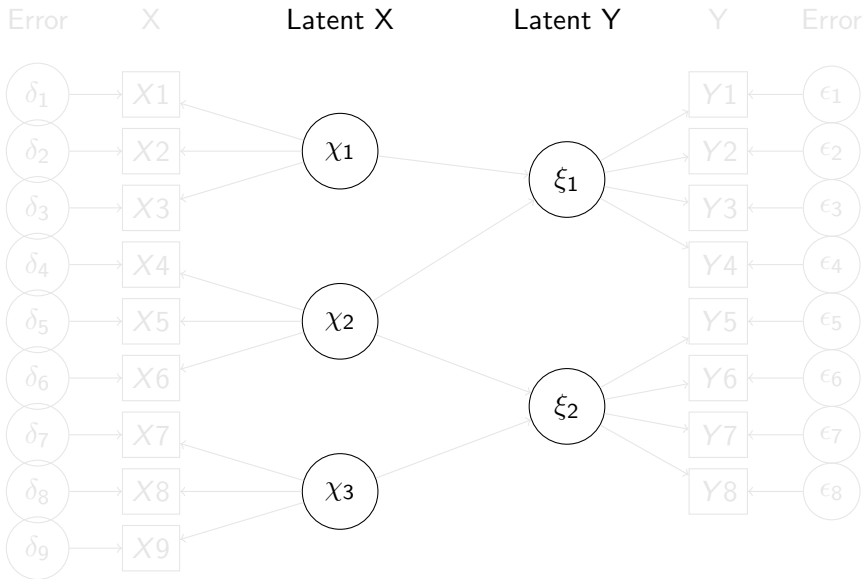 Error X Latent X Latent Y Y Error
δ1 X1 Y1 ϵ1
χ1
δ2 X2 Y2 ϵ2
ξ1
δ3 X3 Y3 ϵ3
δ4 X4 Y4 ϵ4
δ5 X5 χ2 Y5 ϵ5
δ6 X6 Y6 ϵ6
ξ2
δ7 X7 Y7 ϵ7
δ8 X8 χ3 Y8 ϵ8
δ9 X9